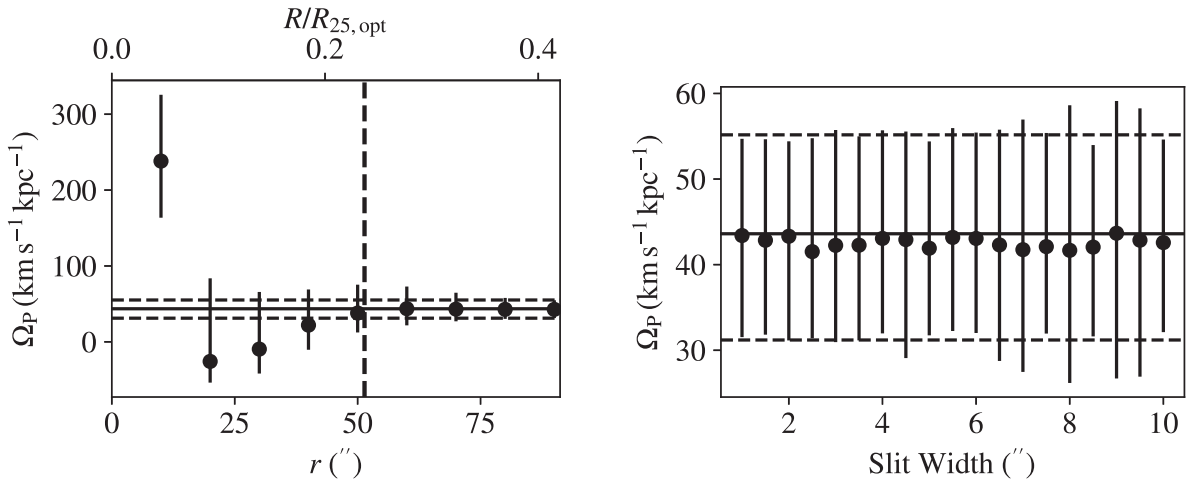 R/R25, opt
0.0 0.2 0.4
300
200
100
0
ΩP (km s−1 kpc−1)
0 25 50 75
r (′′)
60
50
40
30
ΩP (km s−1 kpc−1)
2 4 6 8 10
Slit Width (′′)